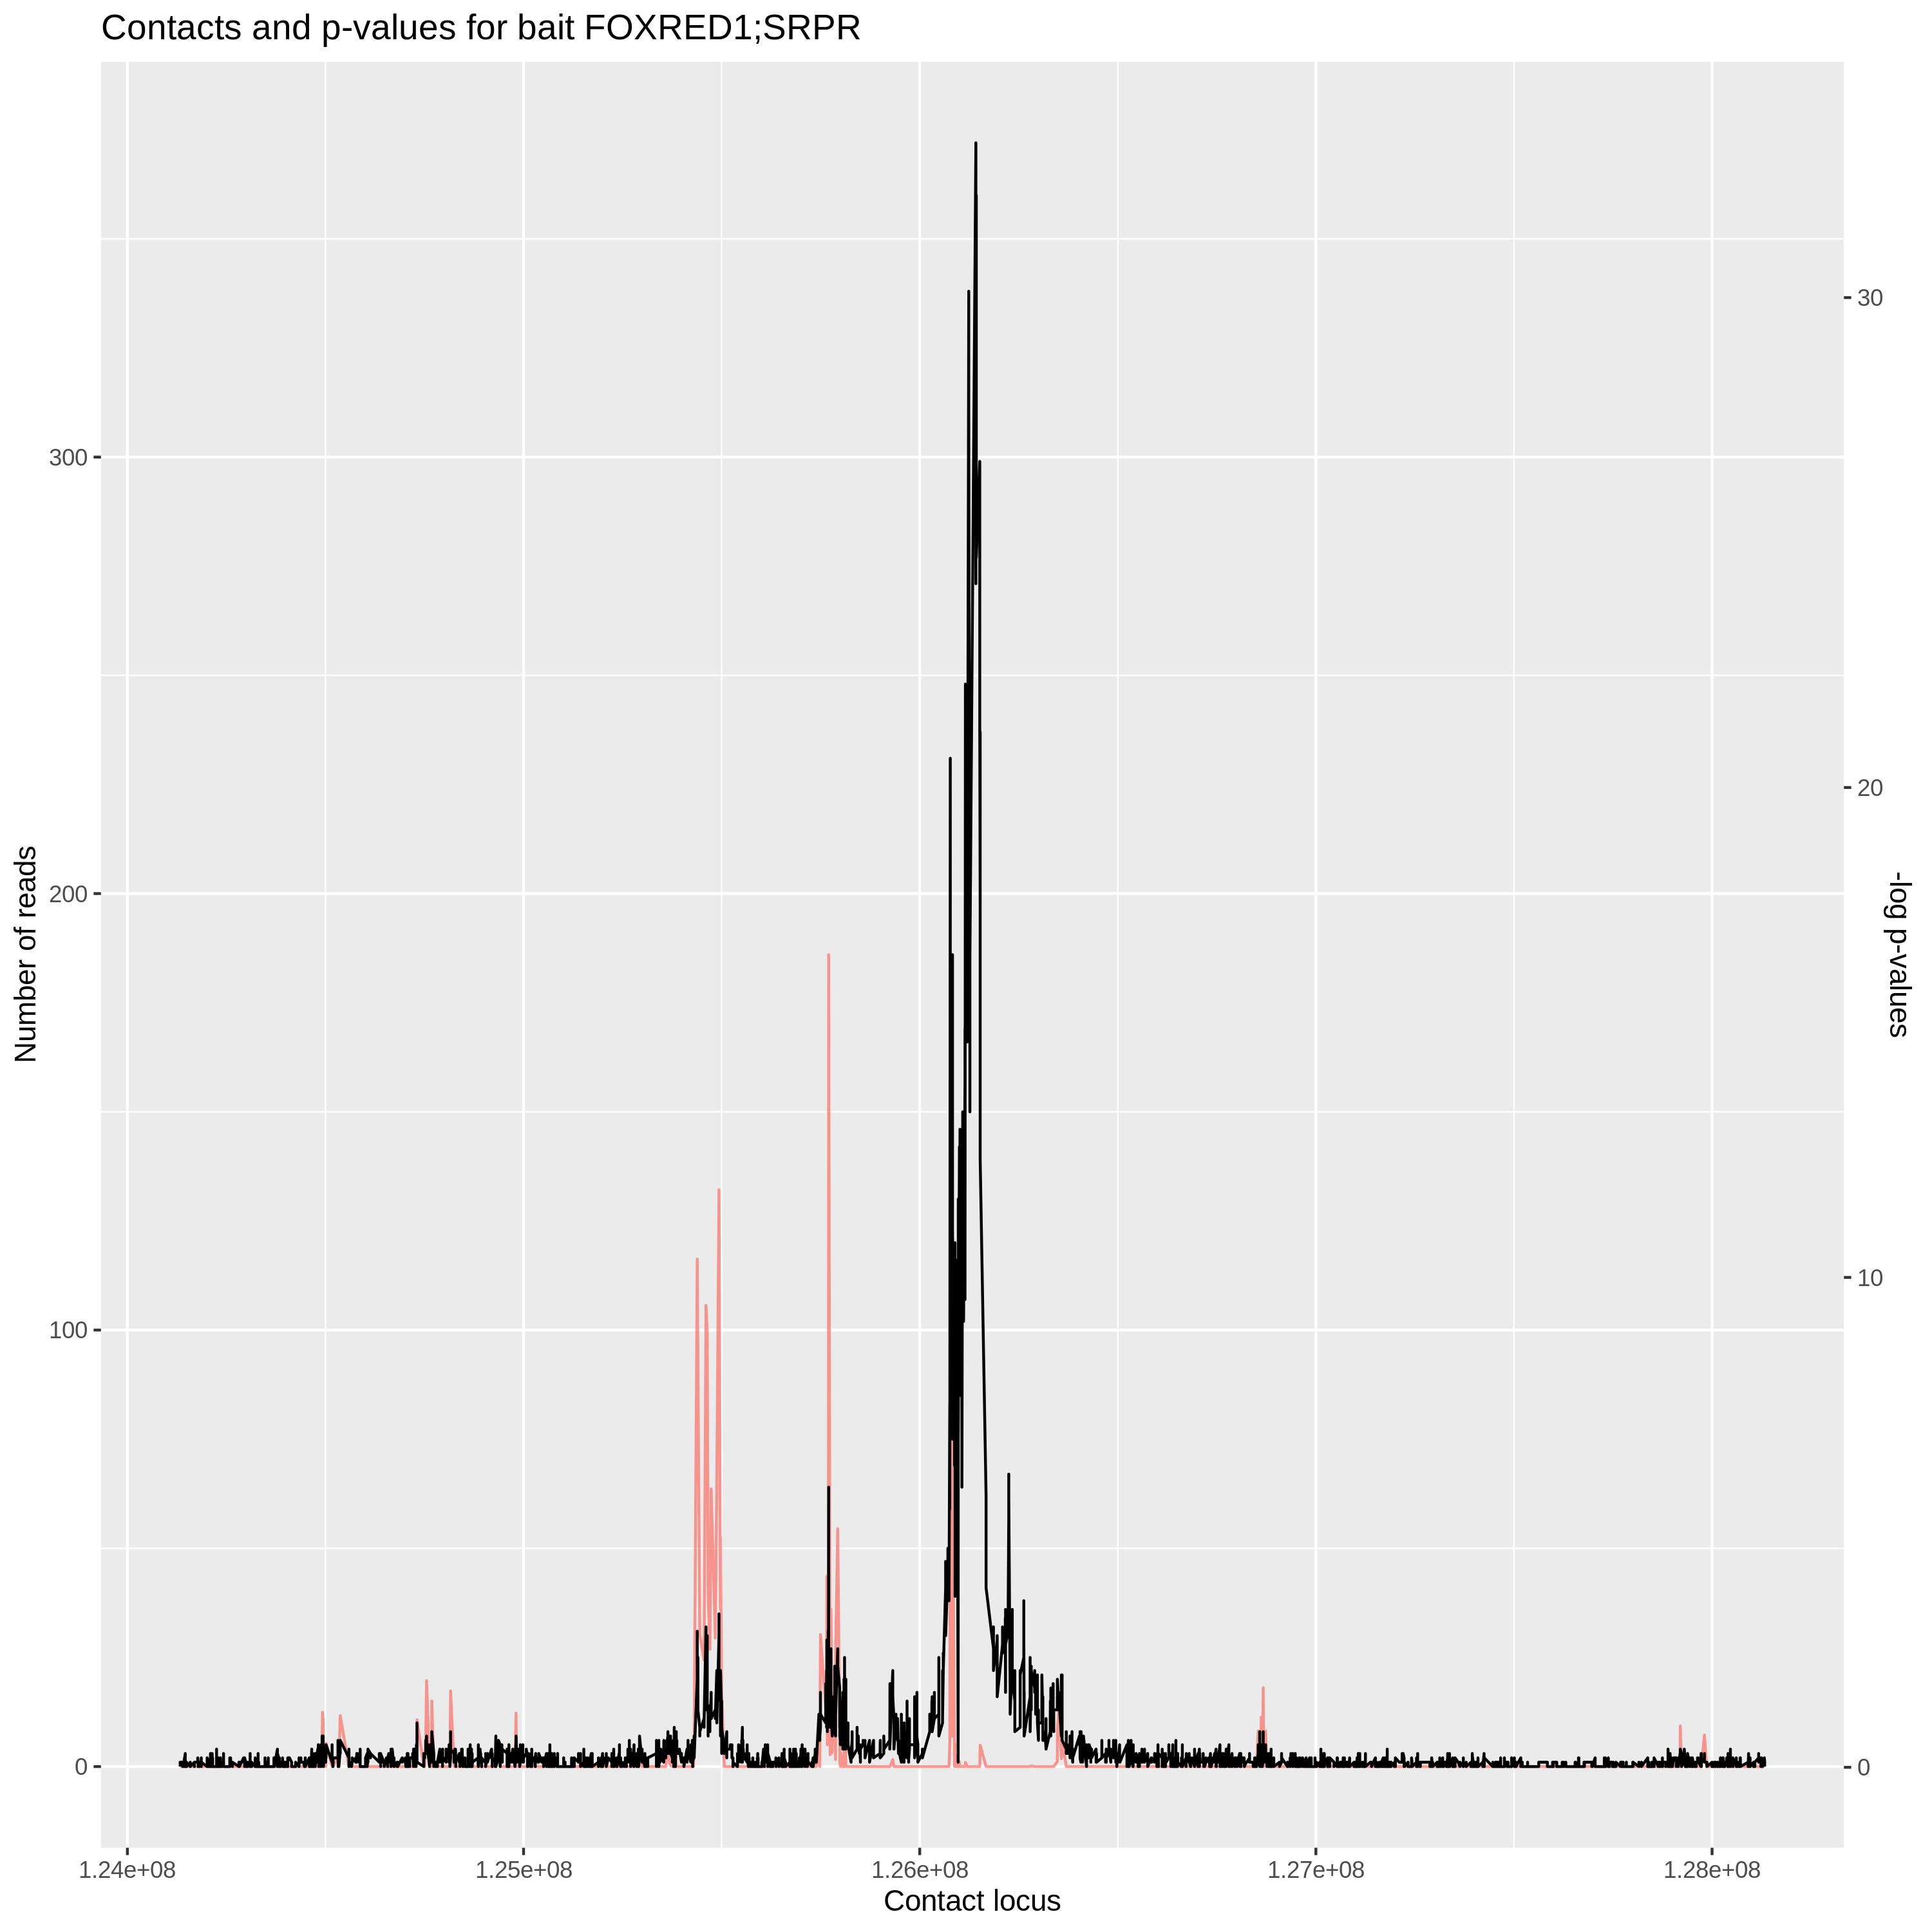 Contacts and p-values for bait FOXRED1;SRPR
Number of reads
300
200
100
0
30
20
10
0
-log p-values
1.24e+08
1.25e+08
1.26e+08
1.27e+08
1.28e+08
Contact locus